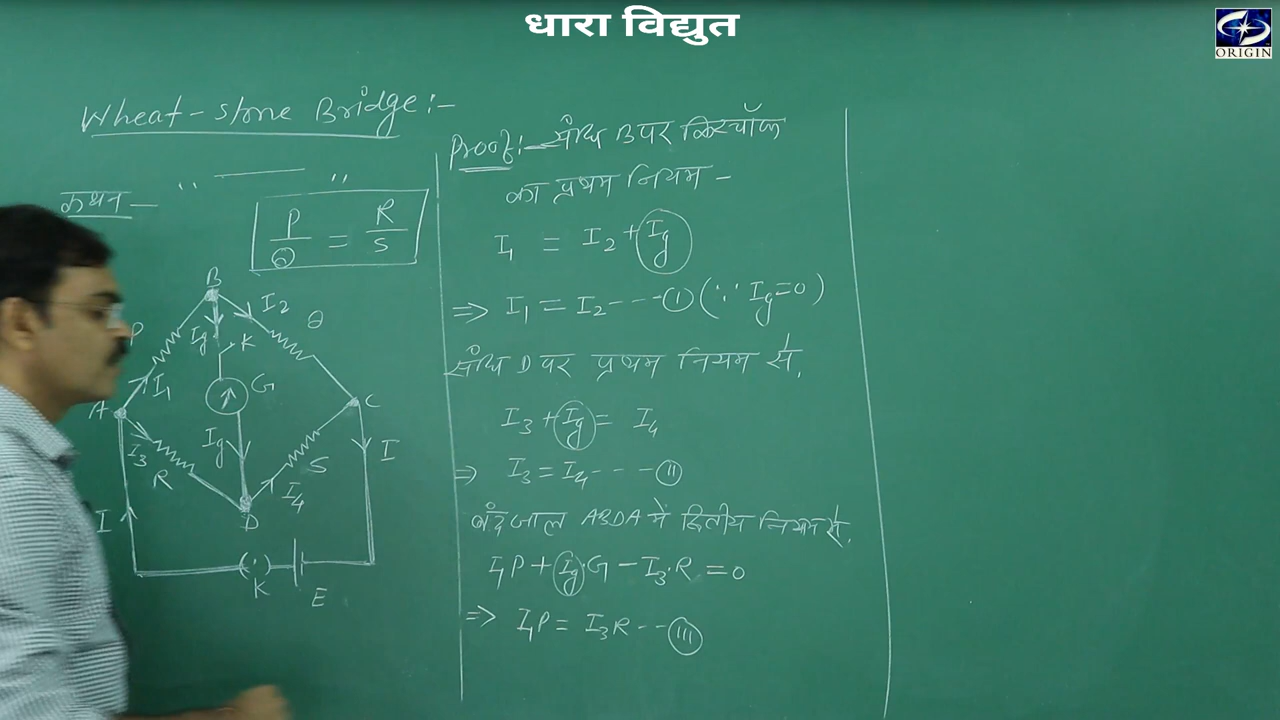 धारा विद्युत
ORIGIN
Wheat-stone Bridge:-
कथन - " —— "
P/Q = R/S
B
I2
P
Ig
K
Q
I1
G
A
C
I3
Ig
R
S
I
I4
D
I
K
E
Proof:- संधि B पर किरचॉफ
का प्रथम नियम -
I1 = I2 + Ig
⇒ I1 = I2 ---- (I) (∵ Ig=0)
संधि D पर प्रथम नियम से,
I3 + Ig = I4
⇒ I3 = I4 ---- (II)
बंद जाल ABDA में द्वितीय नियम से,
I1P + Ig·G - I3·R = 0
⇒ I1P = I3R --- (III)